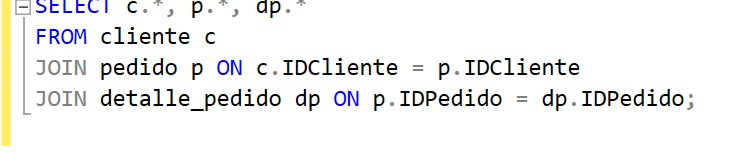 SELECT c.*, p.*, dp.*
FROM cliente c
JOIN pedido p ON c.IDCliente = p.IDCliente
JOIN detalle_pedido dp ON p.IDPedido = dp.IDPedido;